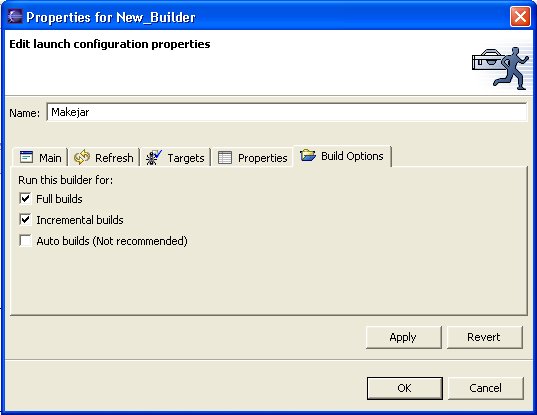 Properties for New_Builder
Edit launch configuration properties
Name: Makejar
Main Refresh Targets Properties Build Options
Run this builder for:
Full builds
Incremental builds
Auto builds (Not recommended)
Apply Revert
OK Cancel